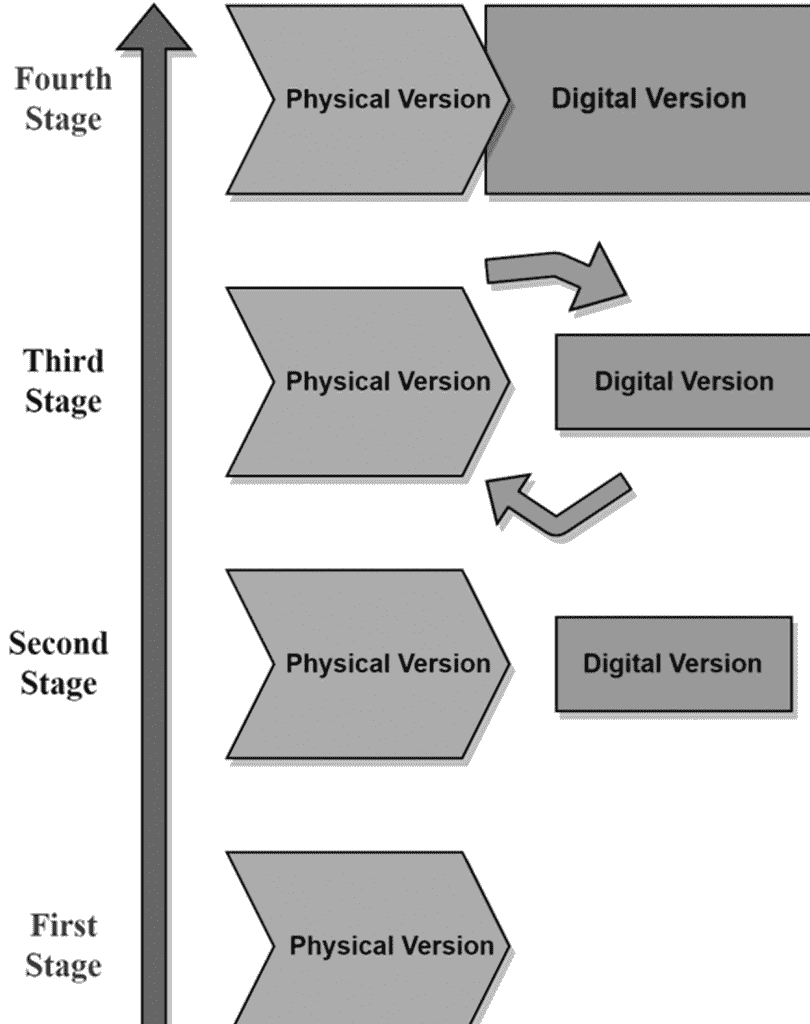 Fourth
Stage
Physical Version
Digital Version
Third
Stage
Physical Version
Digital Version
Second
Stage
Physical Version
Digital Version
First
Stage
Physical Version